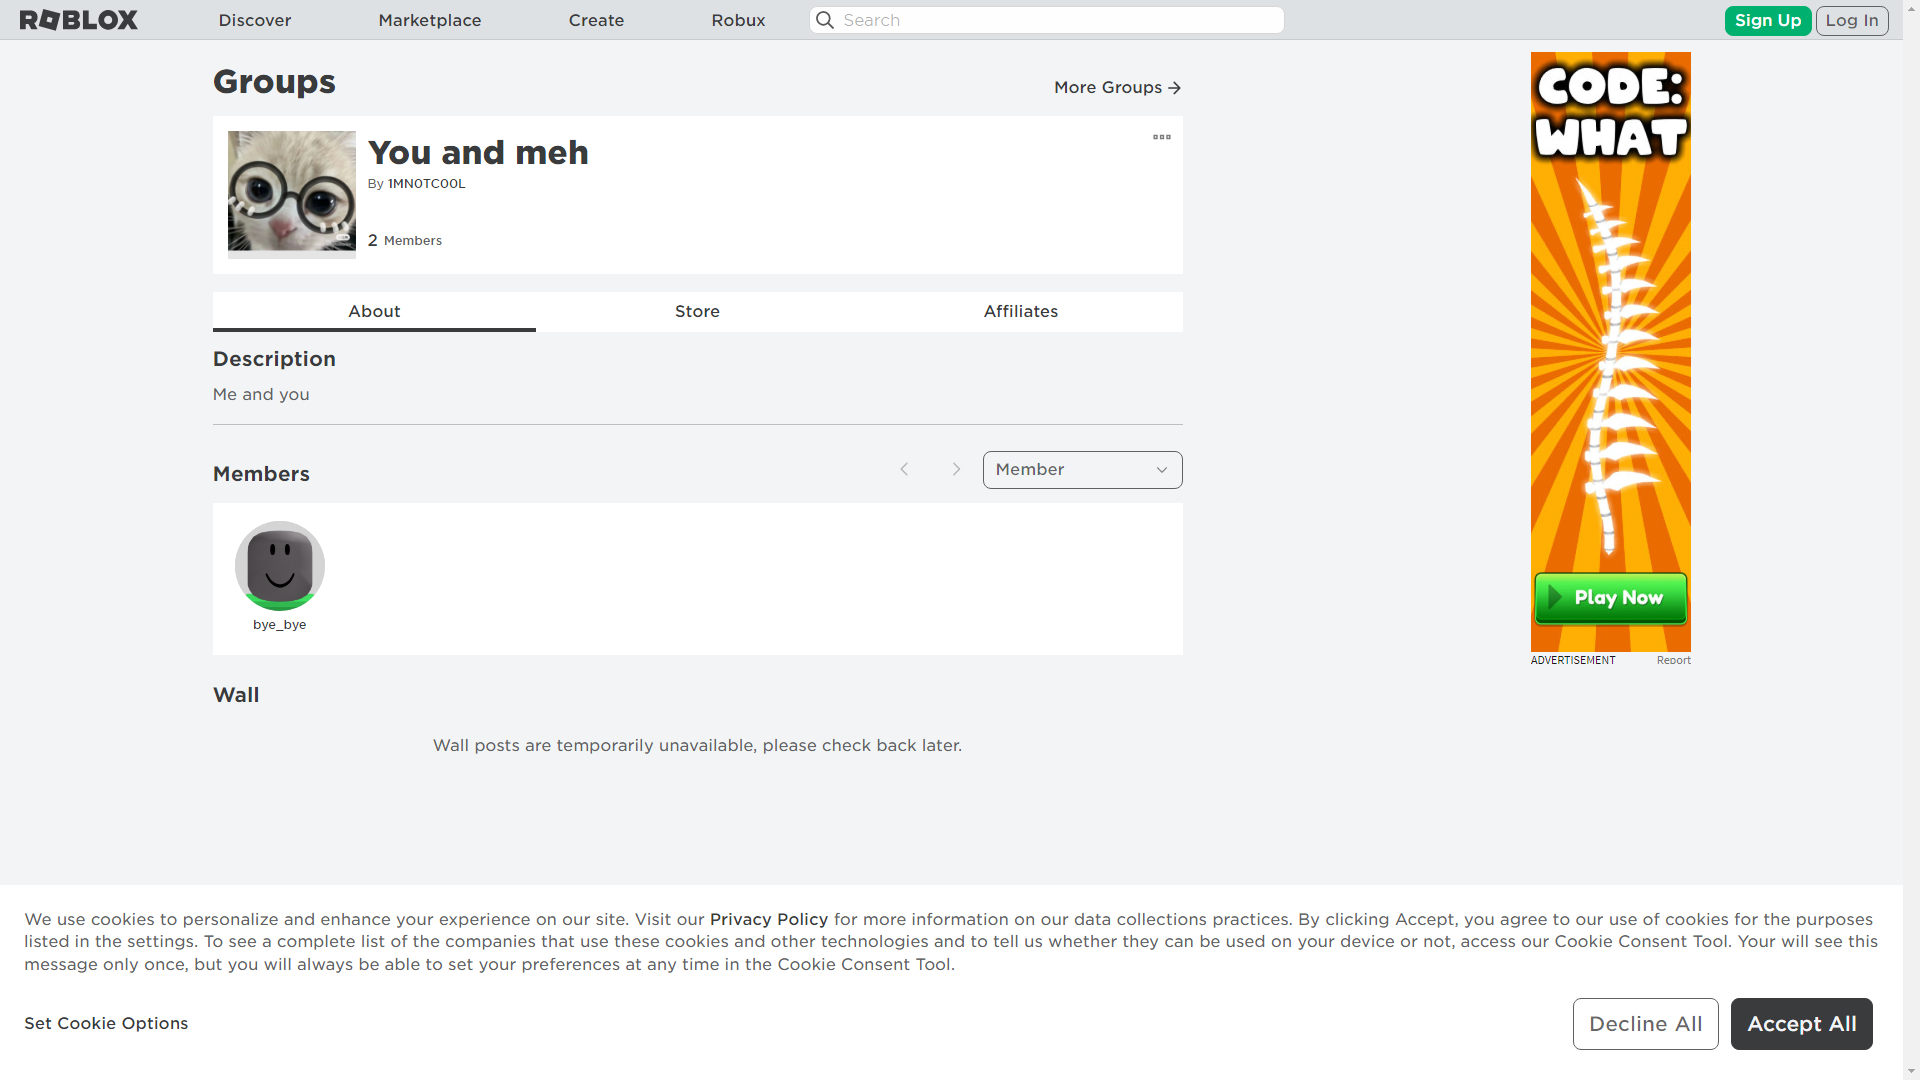 ROBLOX
Discover
Marketplace
Create
Robux
Search
Sign Up
Log In
Groups
More Groups
You and meh
By 1MN0TC00L
2 Members
About
Store
Affiliates
Description
Me and you
Members
Member
bye_bye
Wall
Wall posts are temporarily unavailable, please check back later.
CODE:
WHAT
Play Now
ADVERTISEMENT
Report
We use cookies to personalize and enhance your experience on our site. Visit our Privacy Policy for more information on our data collections practices. By clicking Accept, you agree to our use of cookies for the purposes
listed in the settings. To see a complete list of the companies that use these cookies and other technologies and to tell us whether they can be used on your device or not, access our Cookie Consent Tool. Your will see this
message only once, but you will always be able to set your preferences at any time in the Cookie Consent Tool.
Set Cookie Options
Decline All
Accept All